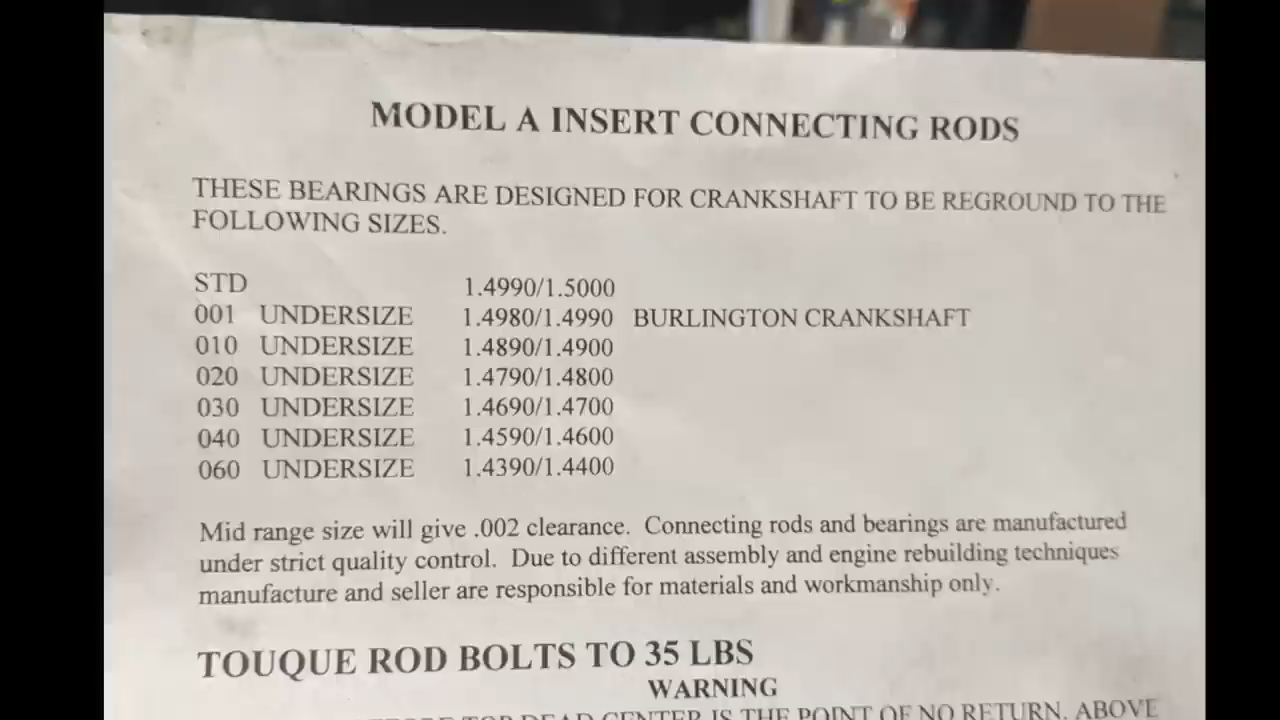 MODEL A INSERT CONNECTING RODS
THESE BEARINGS ARE DESIGNED FOR CRANKSHAFT TO BE REGROUND TO THE
FOLLOWING SIZES.
STD 1.4990/1.5000
001 UNDERSIZE 1.4980/1.4990 BURLINGTON CRANKSHAFT
010 UNDERSIZE 1.4890/1.4900
020 UNDERSIZE 1.4790/1.4800
030 UNDERSIZE 1.4690/1.4700
040 UNDERSIZE 1.4590/1.4600
060 UNDERSIZE 1.4390/1.4400
Mid range size will give .002 clearance. Connecting rods and bearings are manufactured
under strict quality control. Due to different assembly and engine rebuilding techniques
manufacture and seller are responsible for materials and workmanship only.
TOUQUE ROD BOLTS TO 35 LBS
WARNING
TOP DEAD CENTER IS THE POINT OF NO RETURN. ABOVE